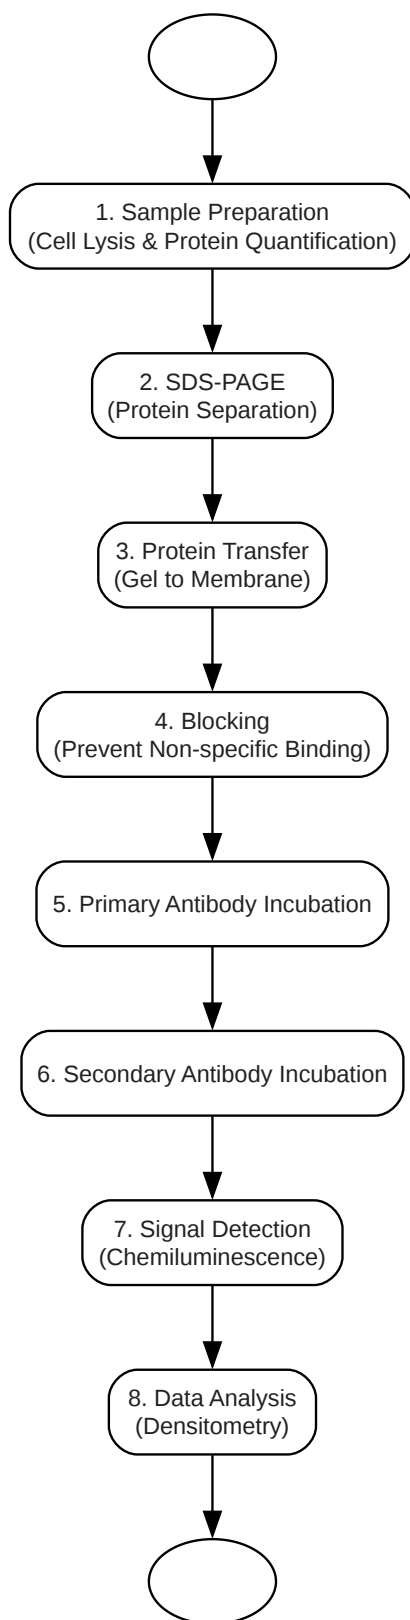 1. Sample Preparation
(Cell Lysis & Protein Quantification)
2. SDS-PAGE
(Protein Separation)
3. Protein Transfer
(Gel to Membrane)
4. Blocking
(Prevent Non-specific Binding)
5. Primary Antibody Incubation
6. Secondary Antibody Incubation
7. Signal Detection
(Chemiluminescence)
8. Data Analysis
(Densitometry)